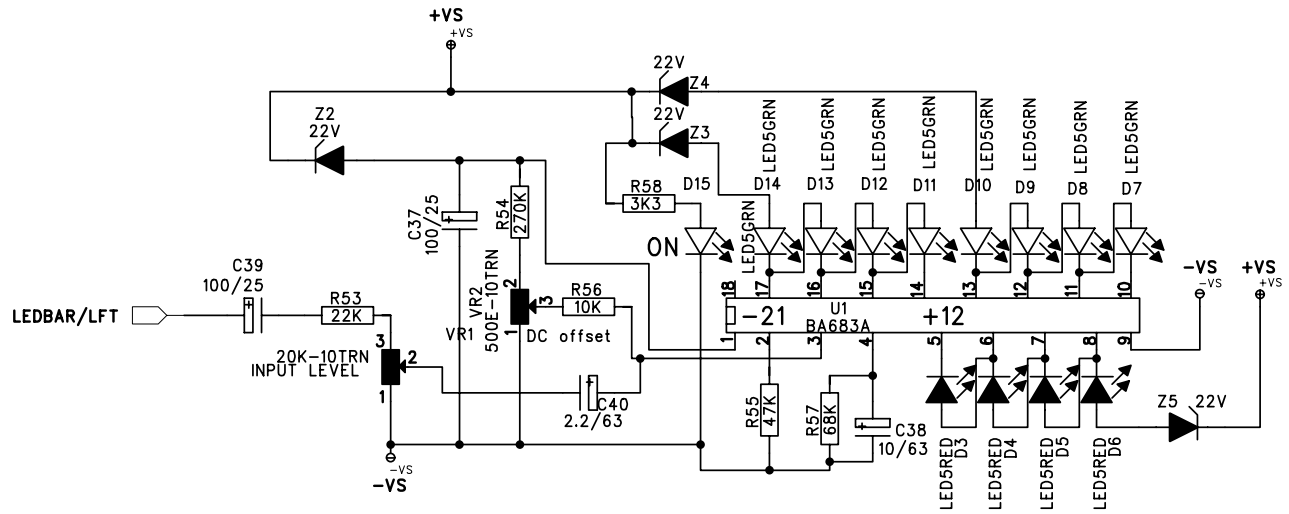 +VS
+VS
Z2
22V
22V
Z4
22V
Z3
LED5GRN
LED5GRN
LED5GRN
LED5GRN
LED5GRN
LED5GRN
LED5GRN
LED5GRN
R58
3K3
D15
D14
D13
D12
D11
D10
D9
D8
D7
C37
100/25
R54
270K
ON
LED5GRN
C39
100/25
LEDBAR/LFT
R53
22K
VR1
20K-10TRN
INPUT LEVEL
3
2
1
VR2
500E-10TRN
2
3
1
DC offset
R56
10K
18
17
16
15
14
13
12
11
10
-21
U1
BA683A
+12
1
2
3
4
5
6
7
8
9
-VS
-VS
+VS
+VS
C40
2.2/63
R55
47K
R57
68K
C38
10/63
Z5
22V
LED5RED
D3
LED5RED
D4
LED5RED
D5
LED5RED
D6
-VS
-VS